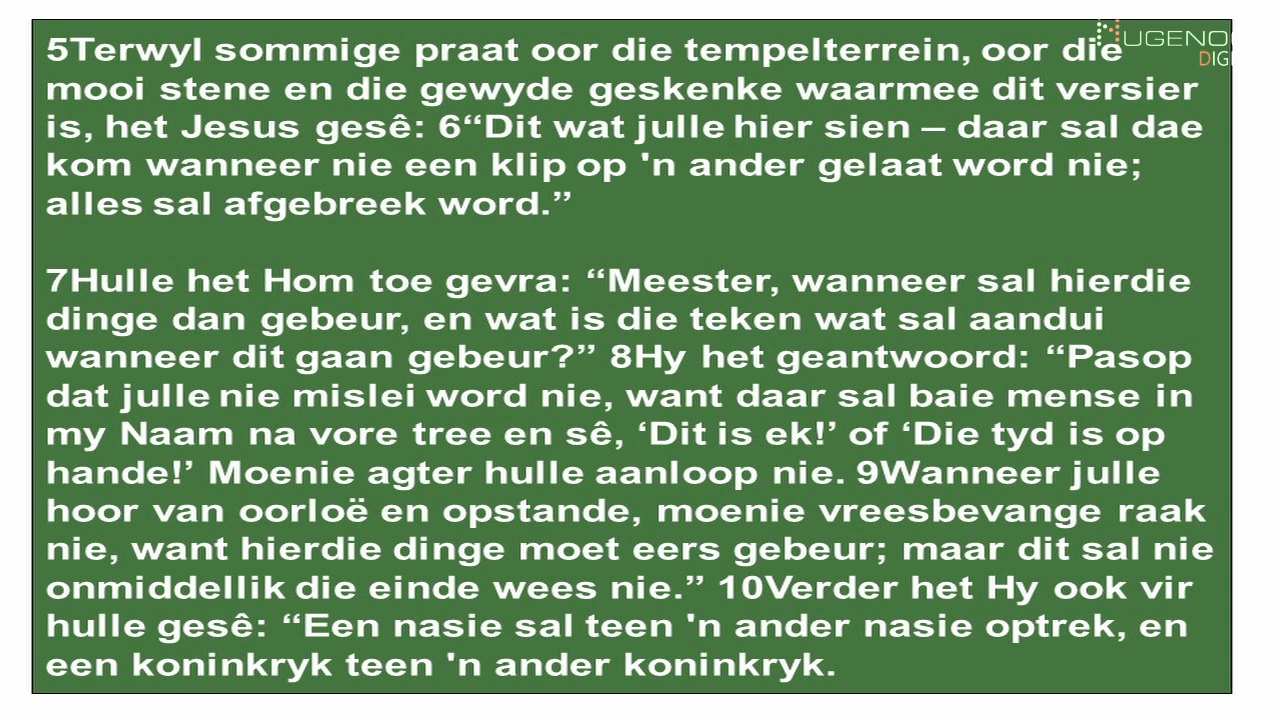 5Terwyl sommige praat oor die tempelterrein, oor die
mooi stene en die gewyde geskenke waarmee dit versier
is, het Jesus gesê: 6“Dit wat julle hier sien – daar sal dae
kom wanneer nie een klip op 'n ander gelaat word nie;
alles sal afgebreek word.”
7Hulle het Hom toe gevra: “Meester, wanneer sal hierdie
dinge dan gebeur, en wat is die teken wat sal aandui
wanneer dit gaan gebeur?” 8Hy het geantwoord: “Pasop
dat julle nie mislei word nie, want daar sal baie mense in
my Naam na vore tree en sê, ‘Dit is ek!’ of ‘Die tyd is op
hande!’ Moenie agter hulle aanloop nie. 9Wanneer julle
hoor van oorloë en opstande, moenie vreesbevange raak
nie, want hierdie dinge moet eers gebeur; maar dit sal nie
onmiddellik die einde wees nie.” 10Verder het Hy ook vir
hulle gesê: “Een nasie sal teen 'n ander nasie optrek, en
een koninkryk teen 'n ander koninkryk.